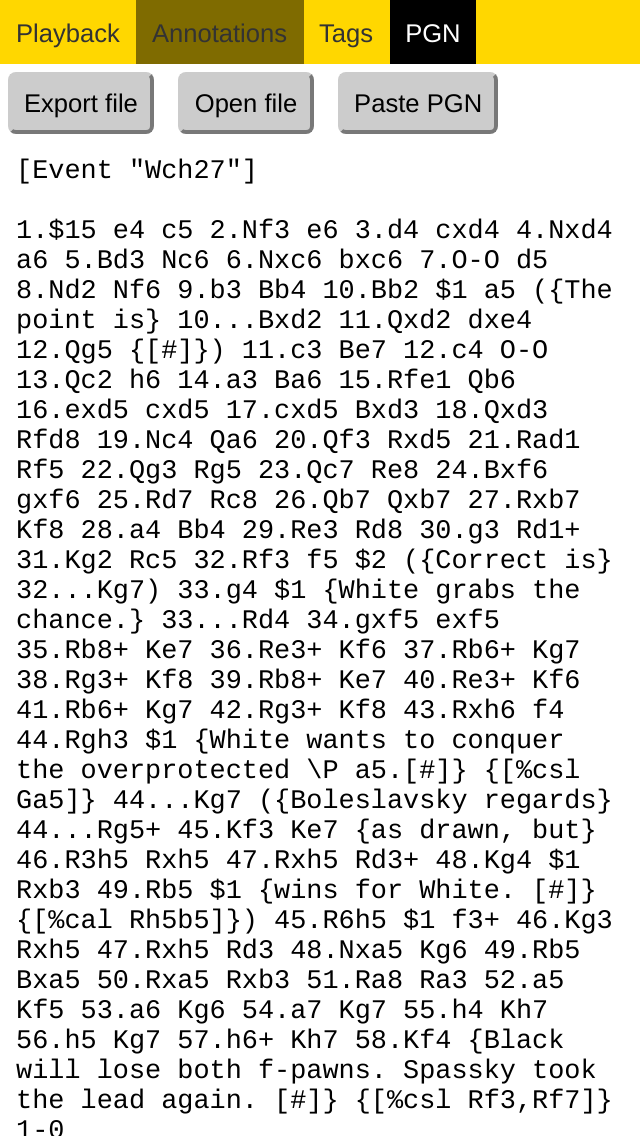 Playback Annotations Tags PGN
Export file Open file Paste PGN
[Event "Wch27"]
1.$15 e4 c5 2.Nf3 e6 3.d4 cxd4 4.Nxd4
a6 5.Bd3 Nc6 6.Nxc6 bxc6 7.O-O d5
8.Nd2 Nf6 9.b3 Bb4 10.Bb2 $1 a5 ({The
point is} 10...Bxd2 11.Qxd2 dxe4
12.Qg5 {[#]}) 11.c3 Be7 12.c4 O-O
13.Qc2 h6 14.a3 Ba6 15.Rfe1 Qb6
16.exd5 cxd5 17.cxd5 Bxd3 18.Qxd3
Rfd8 19.Nc4 Qa6 20.Qf3 Rxd5 21.Rad1
Rf5 22.Qg3 Rg5 23.Qc7 Re8 24.Bxf6
gxf6 25.Rd7 Rc8 26.Qb7 Qxb7 27.Rxb7
Kf8 28.a4 Bb4 29.Re3 Rd8 30.g3 Rd1+
31.Kg2 Rc5 32.Rf3 f5 $2 ({Correct is}
32...Kg7) 33.g4 $1 {White grabs the
chance.} 33...Rd4 34.gxf5 exf5
35.Rb8+ Ke7 36.Re3+ Kf6 37.Rb6+ Kg7
38.Rg3+ Kf8 39.Rb8+ Ke7 40.Re3+ Kf6
41.Rb6+ Kg7 42.Rg3+ Kf8 43.Rxh6 f4
44.Rgh3 $1 {White wants to conquer
the overprotected \P a5.[#]} {[%csl
Ga5]} 44...Kg7 ({Boleslavsky regards}
44...Rg5+ 45.Kf3 Ke7 {as drawn, but}
46.R3h5 Rxh5 47.Rxh5 Rd3+ 48.Kg4 $1
Rxb3 49.Rb5 $1 {wins for White. [#]}
{[%cal Rh5b5]}) 45.R6h5 $1 f3+ 46.Kg3
Rxh5 47.Rxh5 Rd3 48.Nxa5 Kg6 49.Rb5
Bxa5 50.Rxa5 Rxb3 51.Ra8 Ra3 52.a5
Kf5 53.a6 Kg6 54.a7 Kg7 55.h4 Kh7
56.h5 Kg7 57.h6+ Kh7 58.Kf4 {Black
will lose both f-pawns. Spassky took
the lead again. [#]} {[%csl Rf3,Rf7]}
1-0